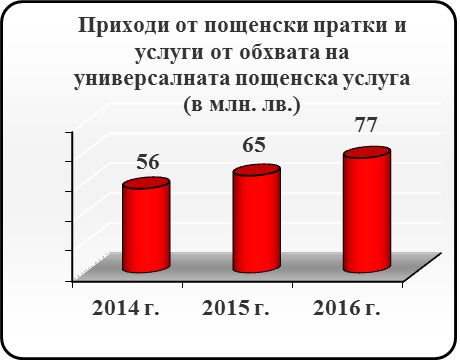 Приходи от пощенски пратки и
услуги от обхвата на
универсалната пощенска услуга
(в млн. лв.)
56
65
77
2014 г.
2015 г.
2016 г.